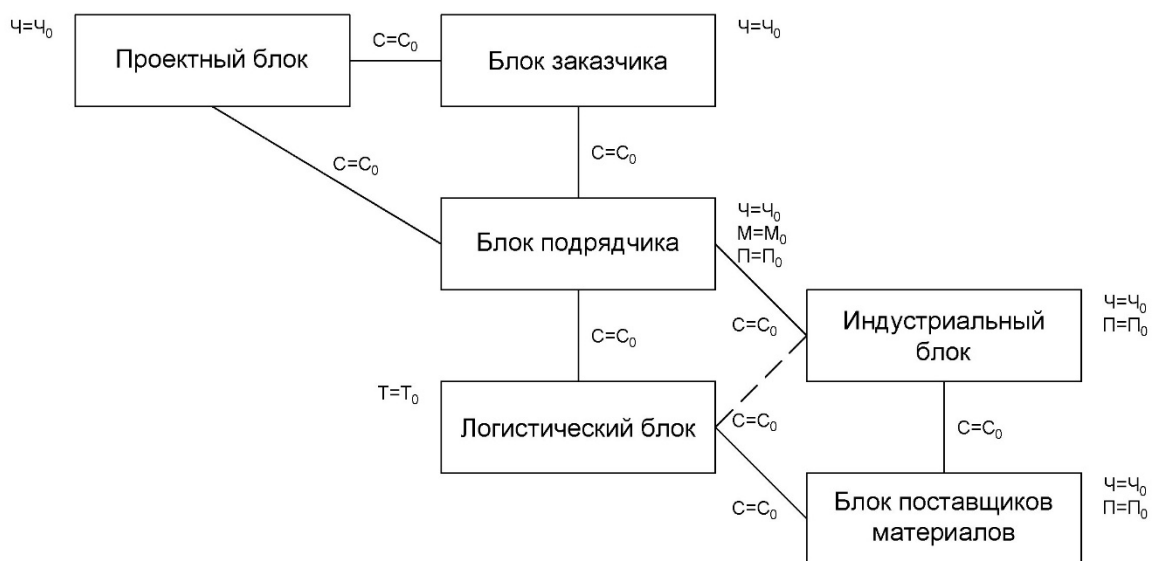 Ч=Ч₀
Проектный блок
С=С₀
Блок заказчика
Ч=Ч₀
С=С₀
С=С₀
Блок подрядчика
Ч=Ч₀
М=М₀
П=П₀
С=С₀
С=С₀
Индустриальный
блок
Ч=Ч₀
П=П₀
Т=Т₀
Логистический блок
С=С₀
С=С₀
С=С₀
Блок поставщиков
материалов
Ч=Ч₀
П=П₀